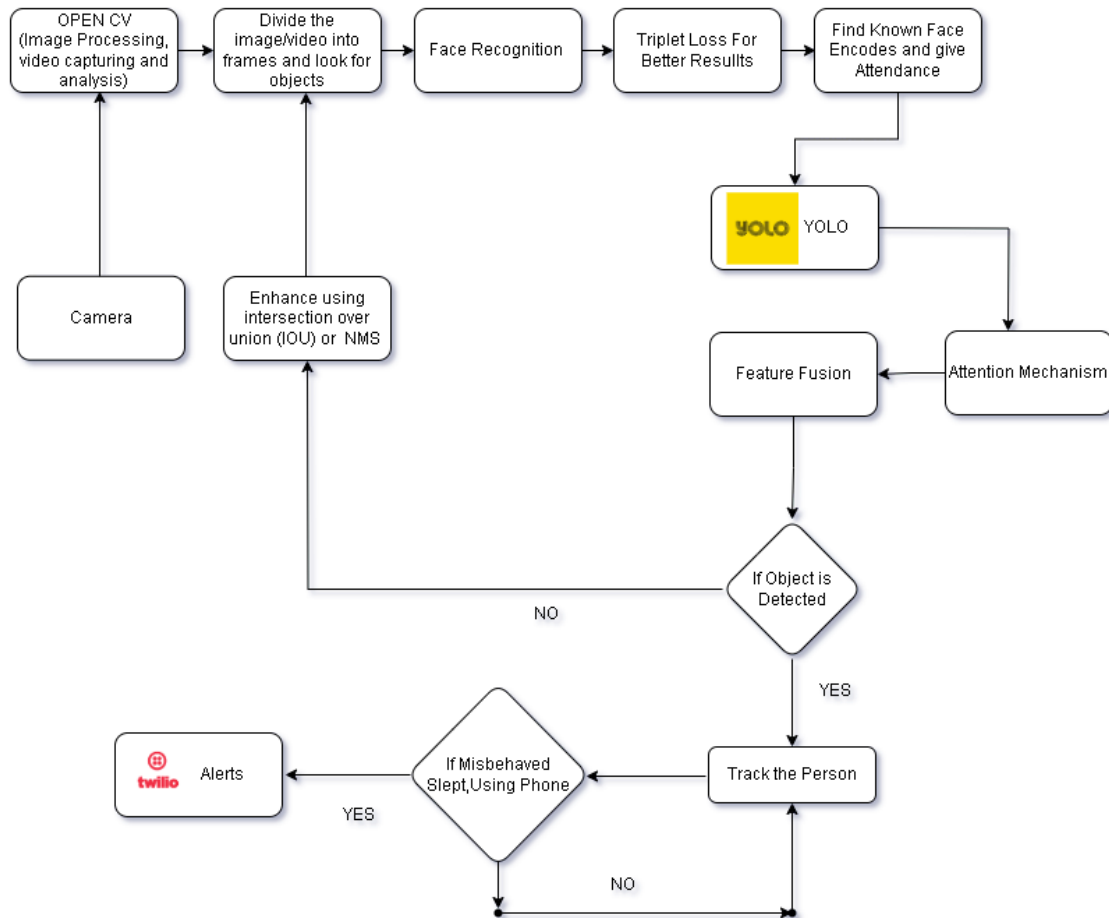 OPEN CV
(Image Processing,
video capturing and
analysis)
Divide the
image/video into
frames and look for
objects
Face Recognition
Triplet Loss For
Better Resullts
Find Known Face
Encodes and give
Attendance
YOLO
YOLO
Camera
Enhance using
intersection over
union (IOU) or NMS
Feature Fusion
Attention Mechanism
If Object is
Detected
NO
YES
twilio
Alerts
If Misbehaved
Slept,Using Phone
Track the Person
YES
NO